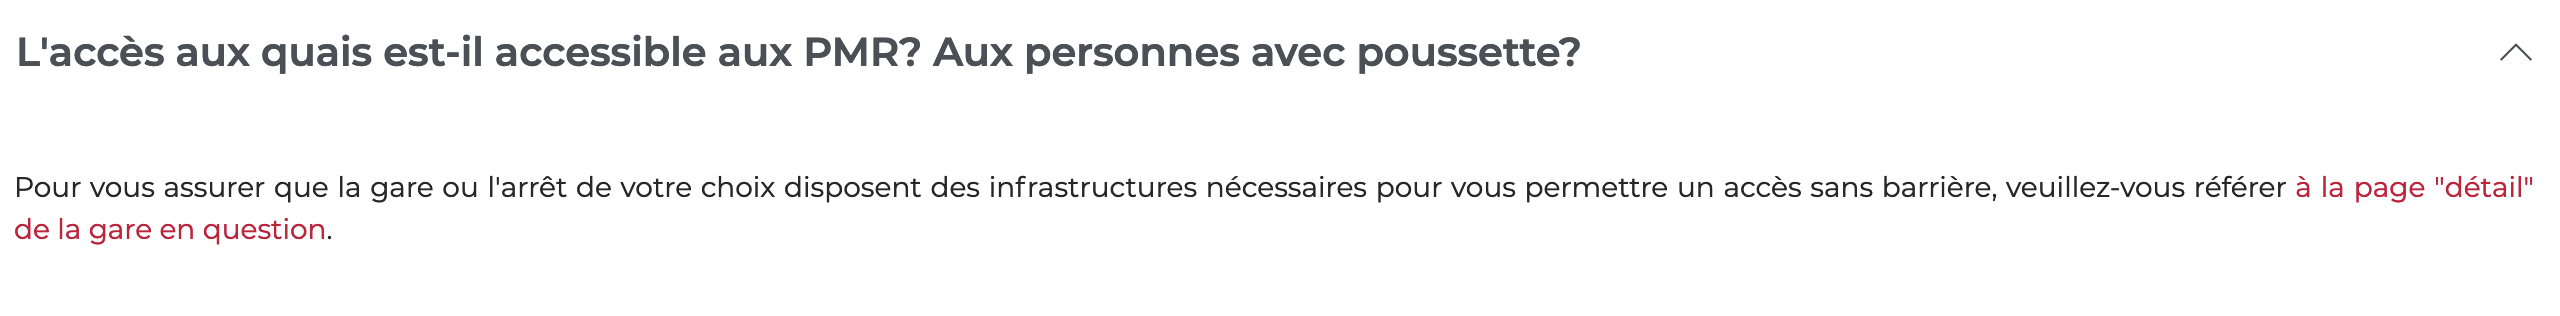 L'accès aux quais est-il accessible aux PMR? Aux personnes avec poussette?
Pour vous assurer que la gare ou l'arrêt de votre choix disposent des infrastructures nécessaires pour vous permettre un accès sans barrière, veuillez-vous référer à la page "détail"
de la gare en question.